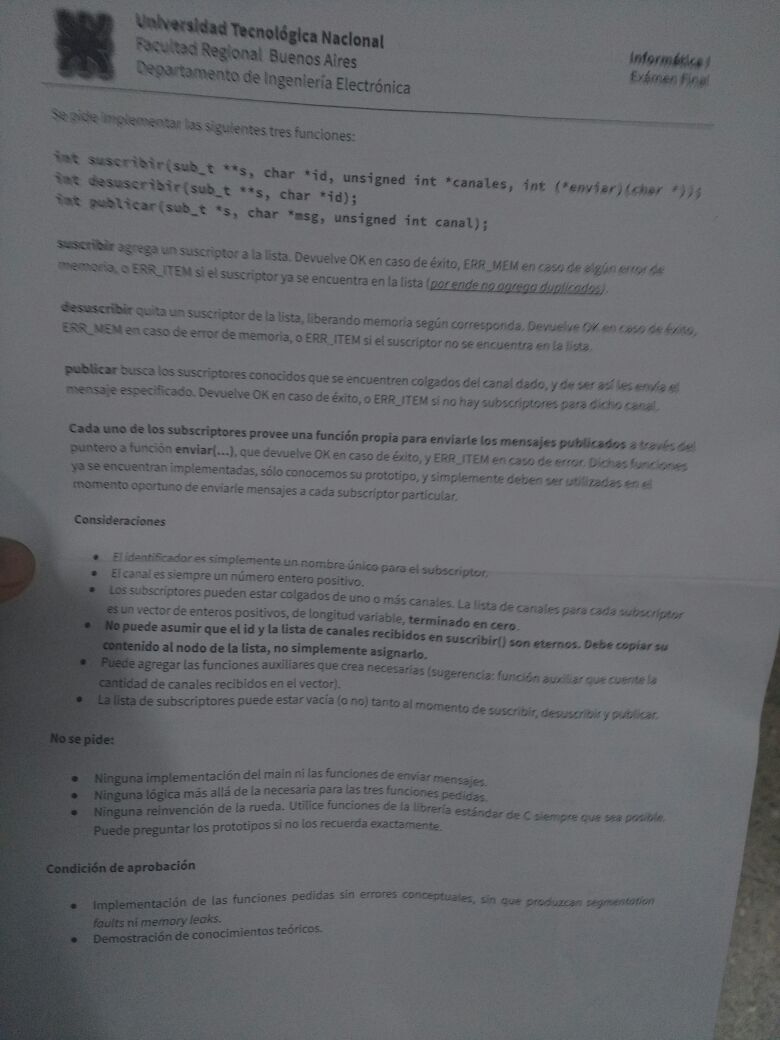 Universidad Tecnológica Nacional
Facultad Regional Buenos Aires
Departamento de Ingeniería Electrónica
Informática I
Exámen Final
Se pide implementar las siguientes tres funciones:
int suscribir(sub_t **s, char *id, unsigned int *canales, int (*enviar)(char *));
int desuscribir(sub_t **s, char *id);
int publicar(sub_t *s, char *msg, unsigned int canal);
suscribir agrega un suscriptor a la lista. Devuelve OK en caso de éxito, ERR_MEM en caso de algún error de
memoria, o ERR_ITEM si el suscriptor ya se encuentra en la lista (por ende no agrega duplicados).
desuscribir quita un suscriptor de la lista, liberando memoria según corresponda. Devuelve OK en caso de éxito,
ERR_MEM en caso de error de memoria, o ERR_ITEM si el suscriptor no se encuentra en la lista.
publicar busca los suscriptores conocidos que se encuentren colgados del canal dado, y de ser así les envía el
mensaje especificado. Devuelve OK en caso de éxito, o ERR_ITEM si no hay subscriptores para dicho canal.
Cada uno de los subscriptores provee una función propia para enviarle los mensajes publicados a través del
puntero a función enviar(...), que devuelve OK en caso de éxito, y ERR_ITEM en caso de error. Dichas funciones
ya se encuentran implementadas, sólo conocemos su prototipo, y simplemente deben ser utilizadas en el
momento oportuno de enviarle mensajes a cada subscriptor particular.
Consideraciones
• El identificador es simplemente un nombre único para el subscriptor.
• El canal es siempre un número entero positivo.
• Los subscriptores pueden estar colgados de uno o más canales. La lista de canales para cada subscriptor
es un vector de enteros positivos, de longitud variable, terminado en cero.
• No puede asumir que el id y la lista de canales recibidos en suscribir() son eternos. Debe copiar su
contenido al nodo de la lista, no simplemente asignarlo.
• Puede agregar las funciones auxiliares que crea necesarias (sugerencia: función auxiliar que cuente la
cantidad de canales recibidos en el vector).
• La lista de subscriptores puede estar vacía (o no) tanto al momento de suscribir, desuscribir y publicar.
No se pide:
• Ninguna implementación del main ni las funciones de enviar mensajes.
• Ninguna lógica más allá de la necesaria para las tres funciones pedidas.
• Ninguna reinvención de la rueda. Utilice funciones de la librería estándar de C siempre que sea posible.
Puede preguntar los prototipos si no los recuerda exactamente.
Condición de aprobación
• Implementación de las funciones pedidas sin errores conceptuales, sin que produzcan segmentation
faults ni memory leaks.
• Demostración de conocimientos teóricos.